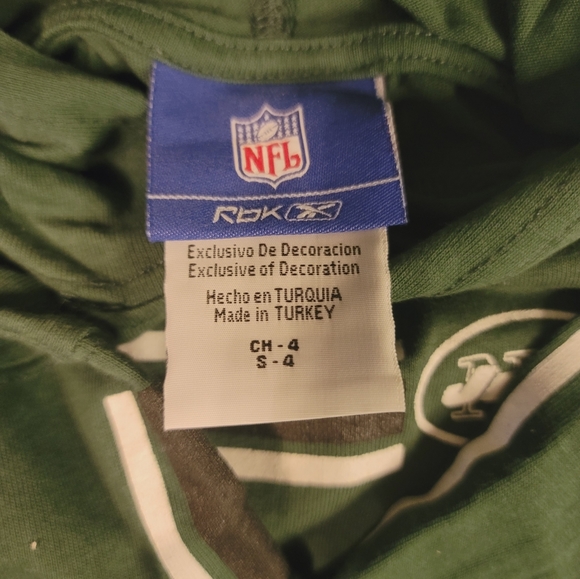 NFL
RBK
Exclusivo De Decoracion
Exclusive of Decoration
Hecho en TURQUIA
Made in TURKEY
CH - 4
S - 4